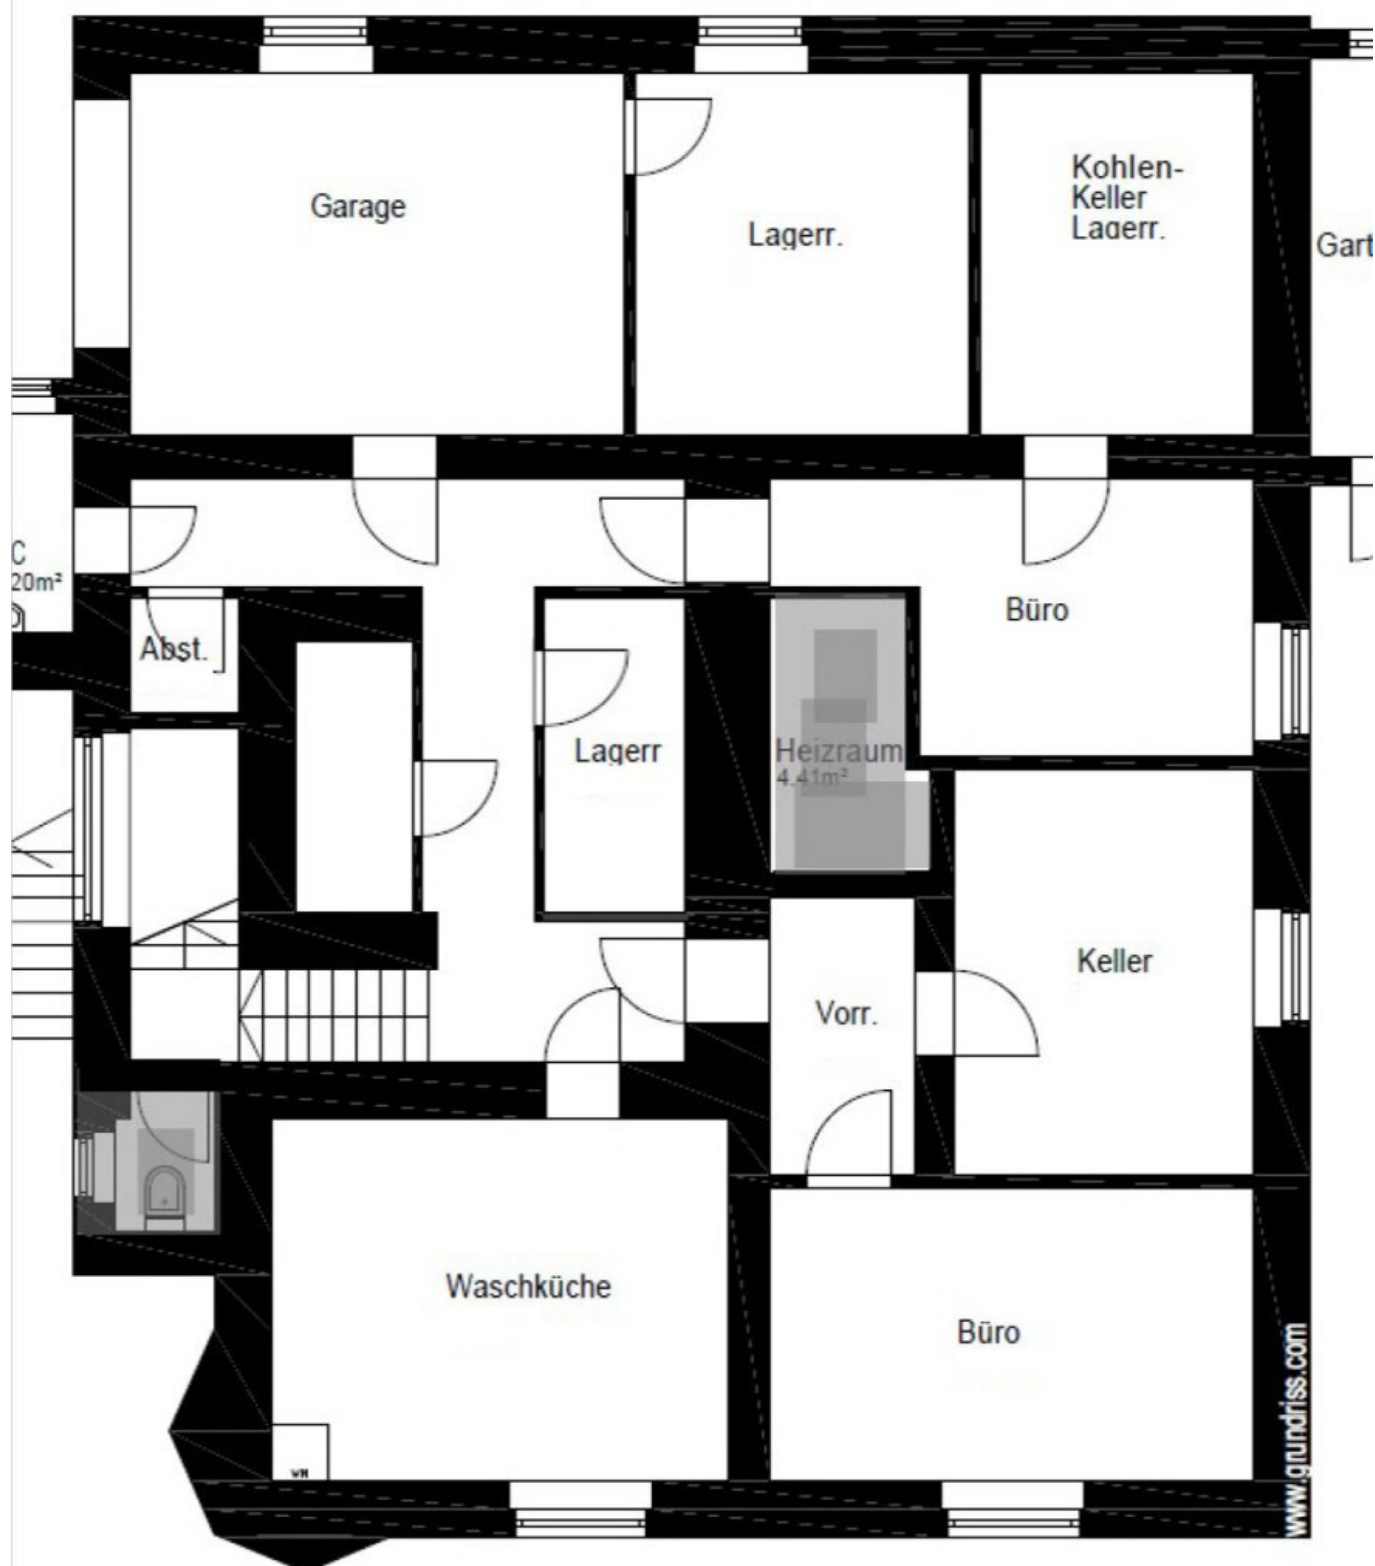 Garage
Lagerr.
Kohlen-
Keller
Lagerr.
Gart
C
20m²
Abst.
Büro
Lagerr
Heizraum
4.41m²
Keller
Vorr.
Waschküche
Büro
WM
www.grundriss.com